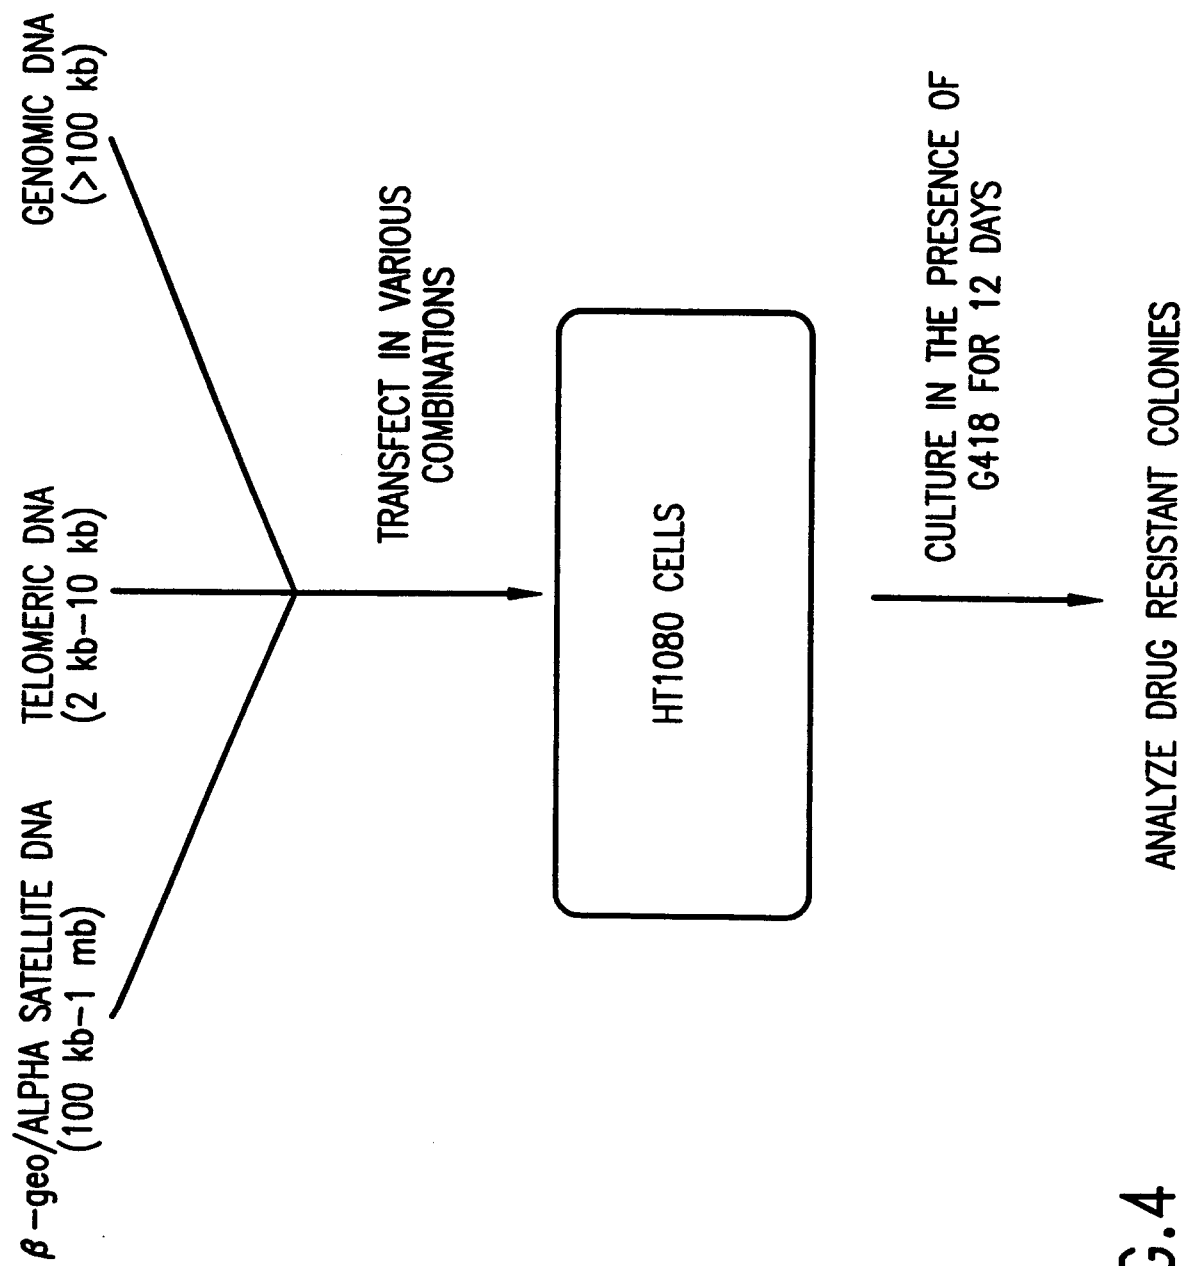 β-geo/ALPHA SATELLITE DNA
(100 kb-1 mb)
TELOMERIC DNA
(2 kb-10 kb)
GENOMIC DNA
(>100 kb)
TRANSFECT IN VARIOUS
COMBINATIONS
HT1080 CELLS
CULTURE IN THE PRESENCE OF
G418 FOR 12 DAYS
ANALYZE DRUG RESISTANT COLONIES
G.4